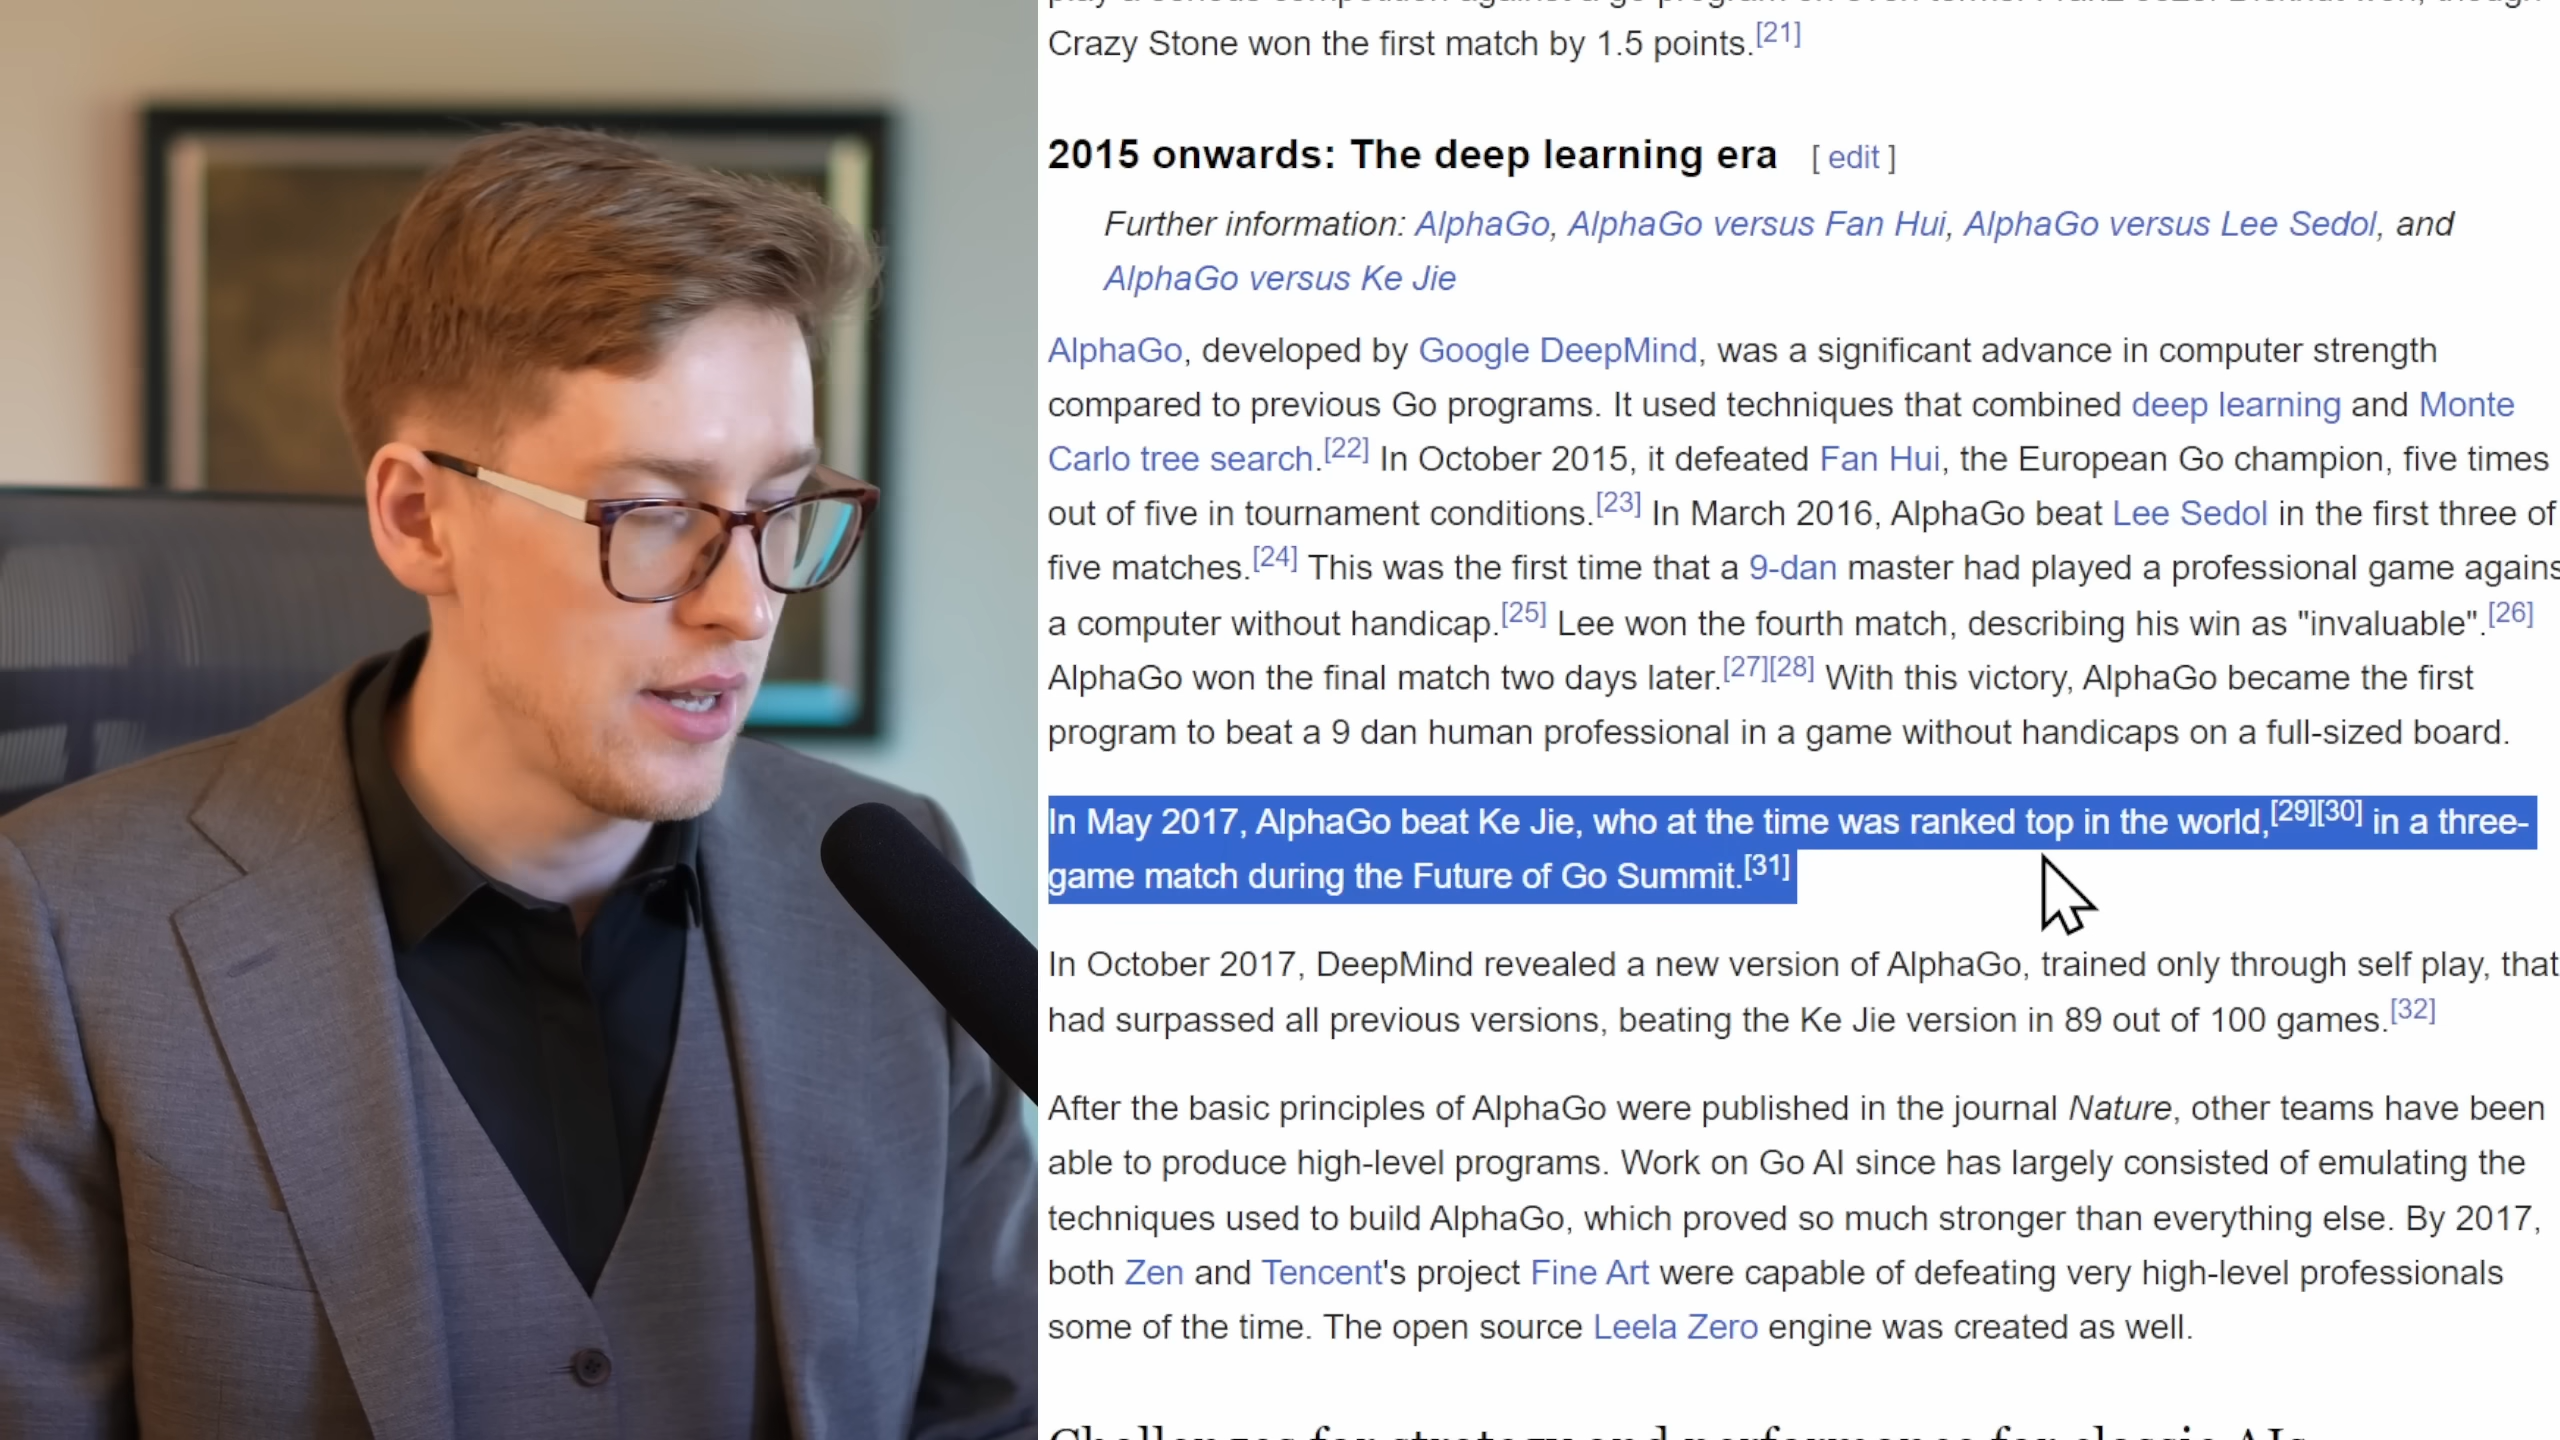 Crazy Stone won the first match by 1.5 points.[21]
2015 onwards: The deep learning era [ edit ]
Further information: AlphaGo, AlphaGo versus Fan Hui, AlphaGo versus Lee Sedol, and
AlphaGo versus Ke Jie
AlphaGo, developed by Google DeepMind, was a significant advance in computer strength
compared to previous Go programs. It used techniques that combined deep learning and Monte
Carlo tree search.[22] In October 2015, it defeated Fan Hui, the European Go champion, five times
out of five in tournament conditions.[23] In March 2016, AlphaGo beat Lee Sedol in the first three of
five matches.[24] This was the first time that a 9-dan master had played a professional game agains
a computer without handicap.[25] Lee won the fourth match, describing his win as "invaluable".[26]
AlphaGo won the final match two days later.[27][28] With this victory, AlphaGo became the first
program to beat a 9 dan human professional in a game without handicaps on a full-sized board.
In May 2017, AlphaGo beat Ke Jie, who at the time was ranked top in the world,[29][30] in a three-
game match during the Future of Go Summit.[31]
In October 2017, DeepMind revealed a new version of AlphaGo, trained only through self play, that
had surpassed all previous versions, beating the Ke Jie version in 89 out of 100 games.[32]
After the basic principles of AlphaGo were published in the journal Nature, other teams have been
able to produce high-level programs. Work on Go AI since has largely consisted of emulating the
techniques used to build AlphaGo, which proved so much stronger than everything else. By 2017,
both Zen and Tencent's project Fine Art were capable of defeating very high-level professionals
some of the time. The open source Leela Zero engine was created as well.
Challenges for strategy and performance for classic AIs